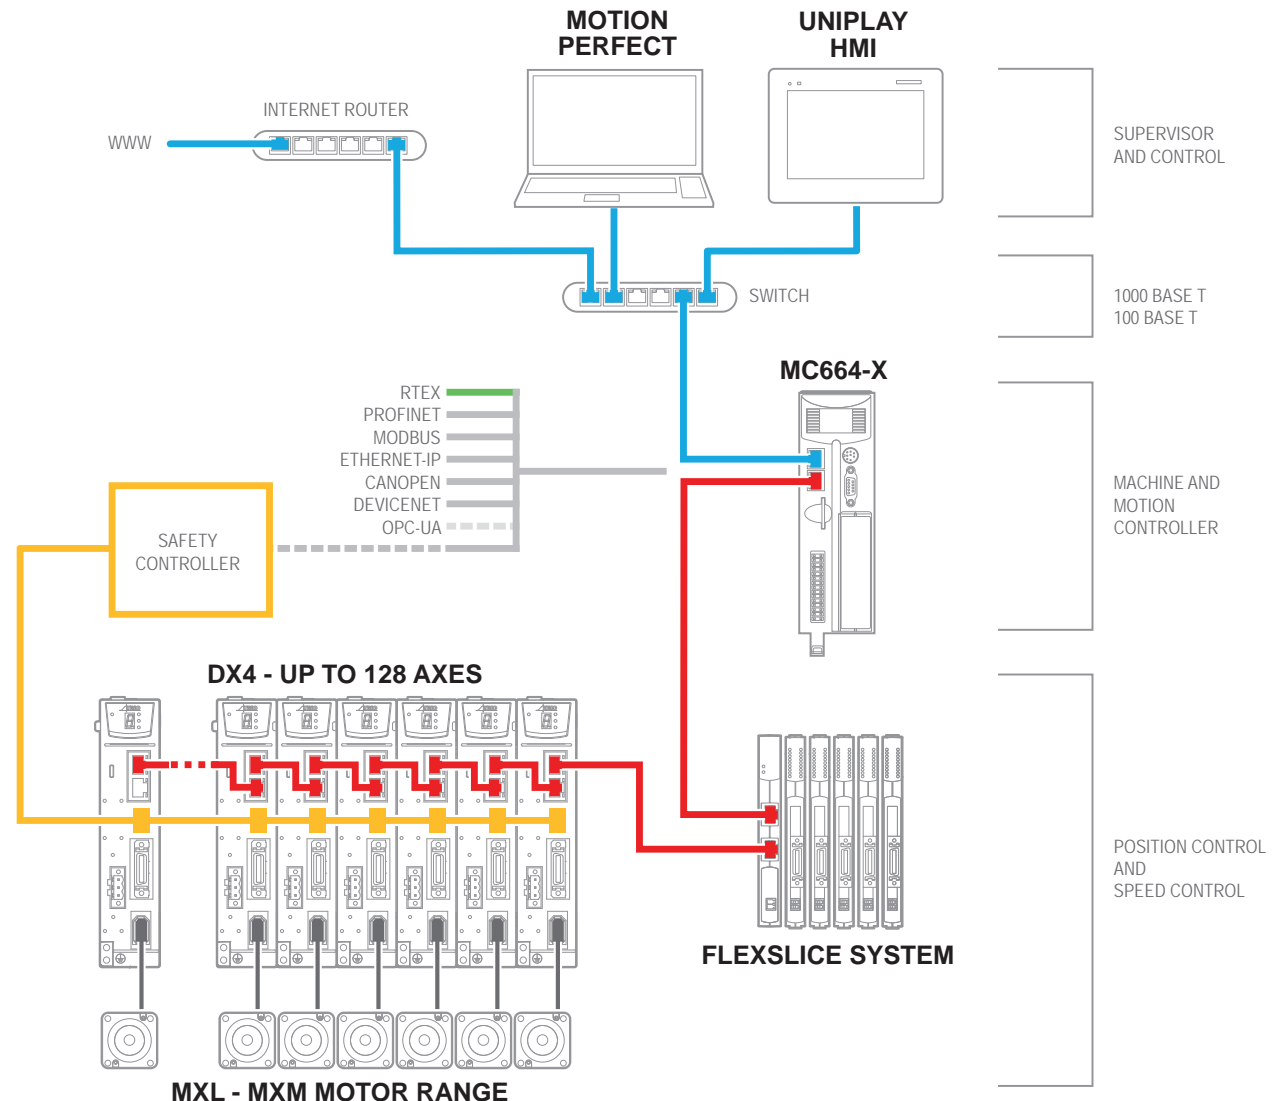 MOTION
PERFECT
UNIPLAY
HMI
INTERNET ROUTER
WWW
SUPERVISOR
AND CONTROL
SWITCH
1000 BASE T
100 BASE T
MC664-X
RTEX
PROFINET
MODBUS
ETHERNET-IP
CANOPEN
DEVICENET
OPC-UA
MACHINE AND
MOTION
CONTROLLER
SAFETY
CONTROLLER
DX4 - UP TO 128 AXES
POSITION CONTROL
AND
SPEED CONTROL
FLEXSLICE SYSTEM
MXL - MXM MOTOR RANGE